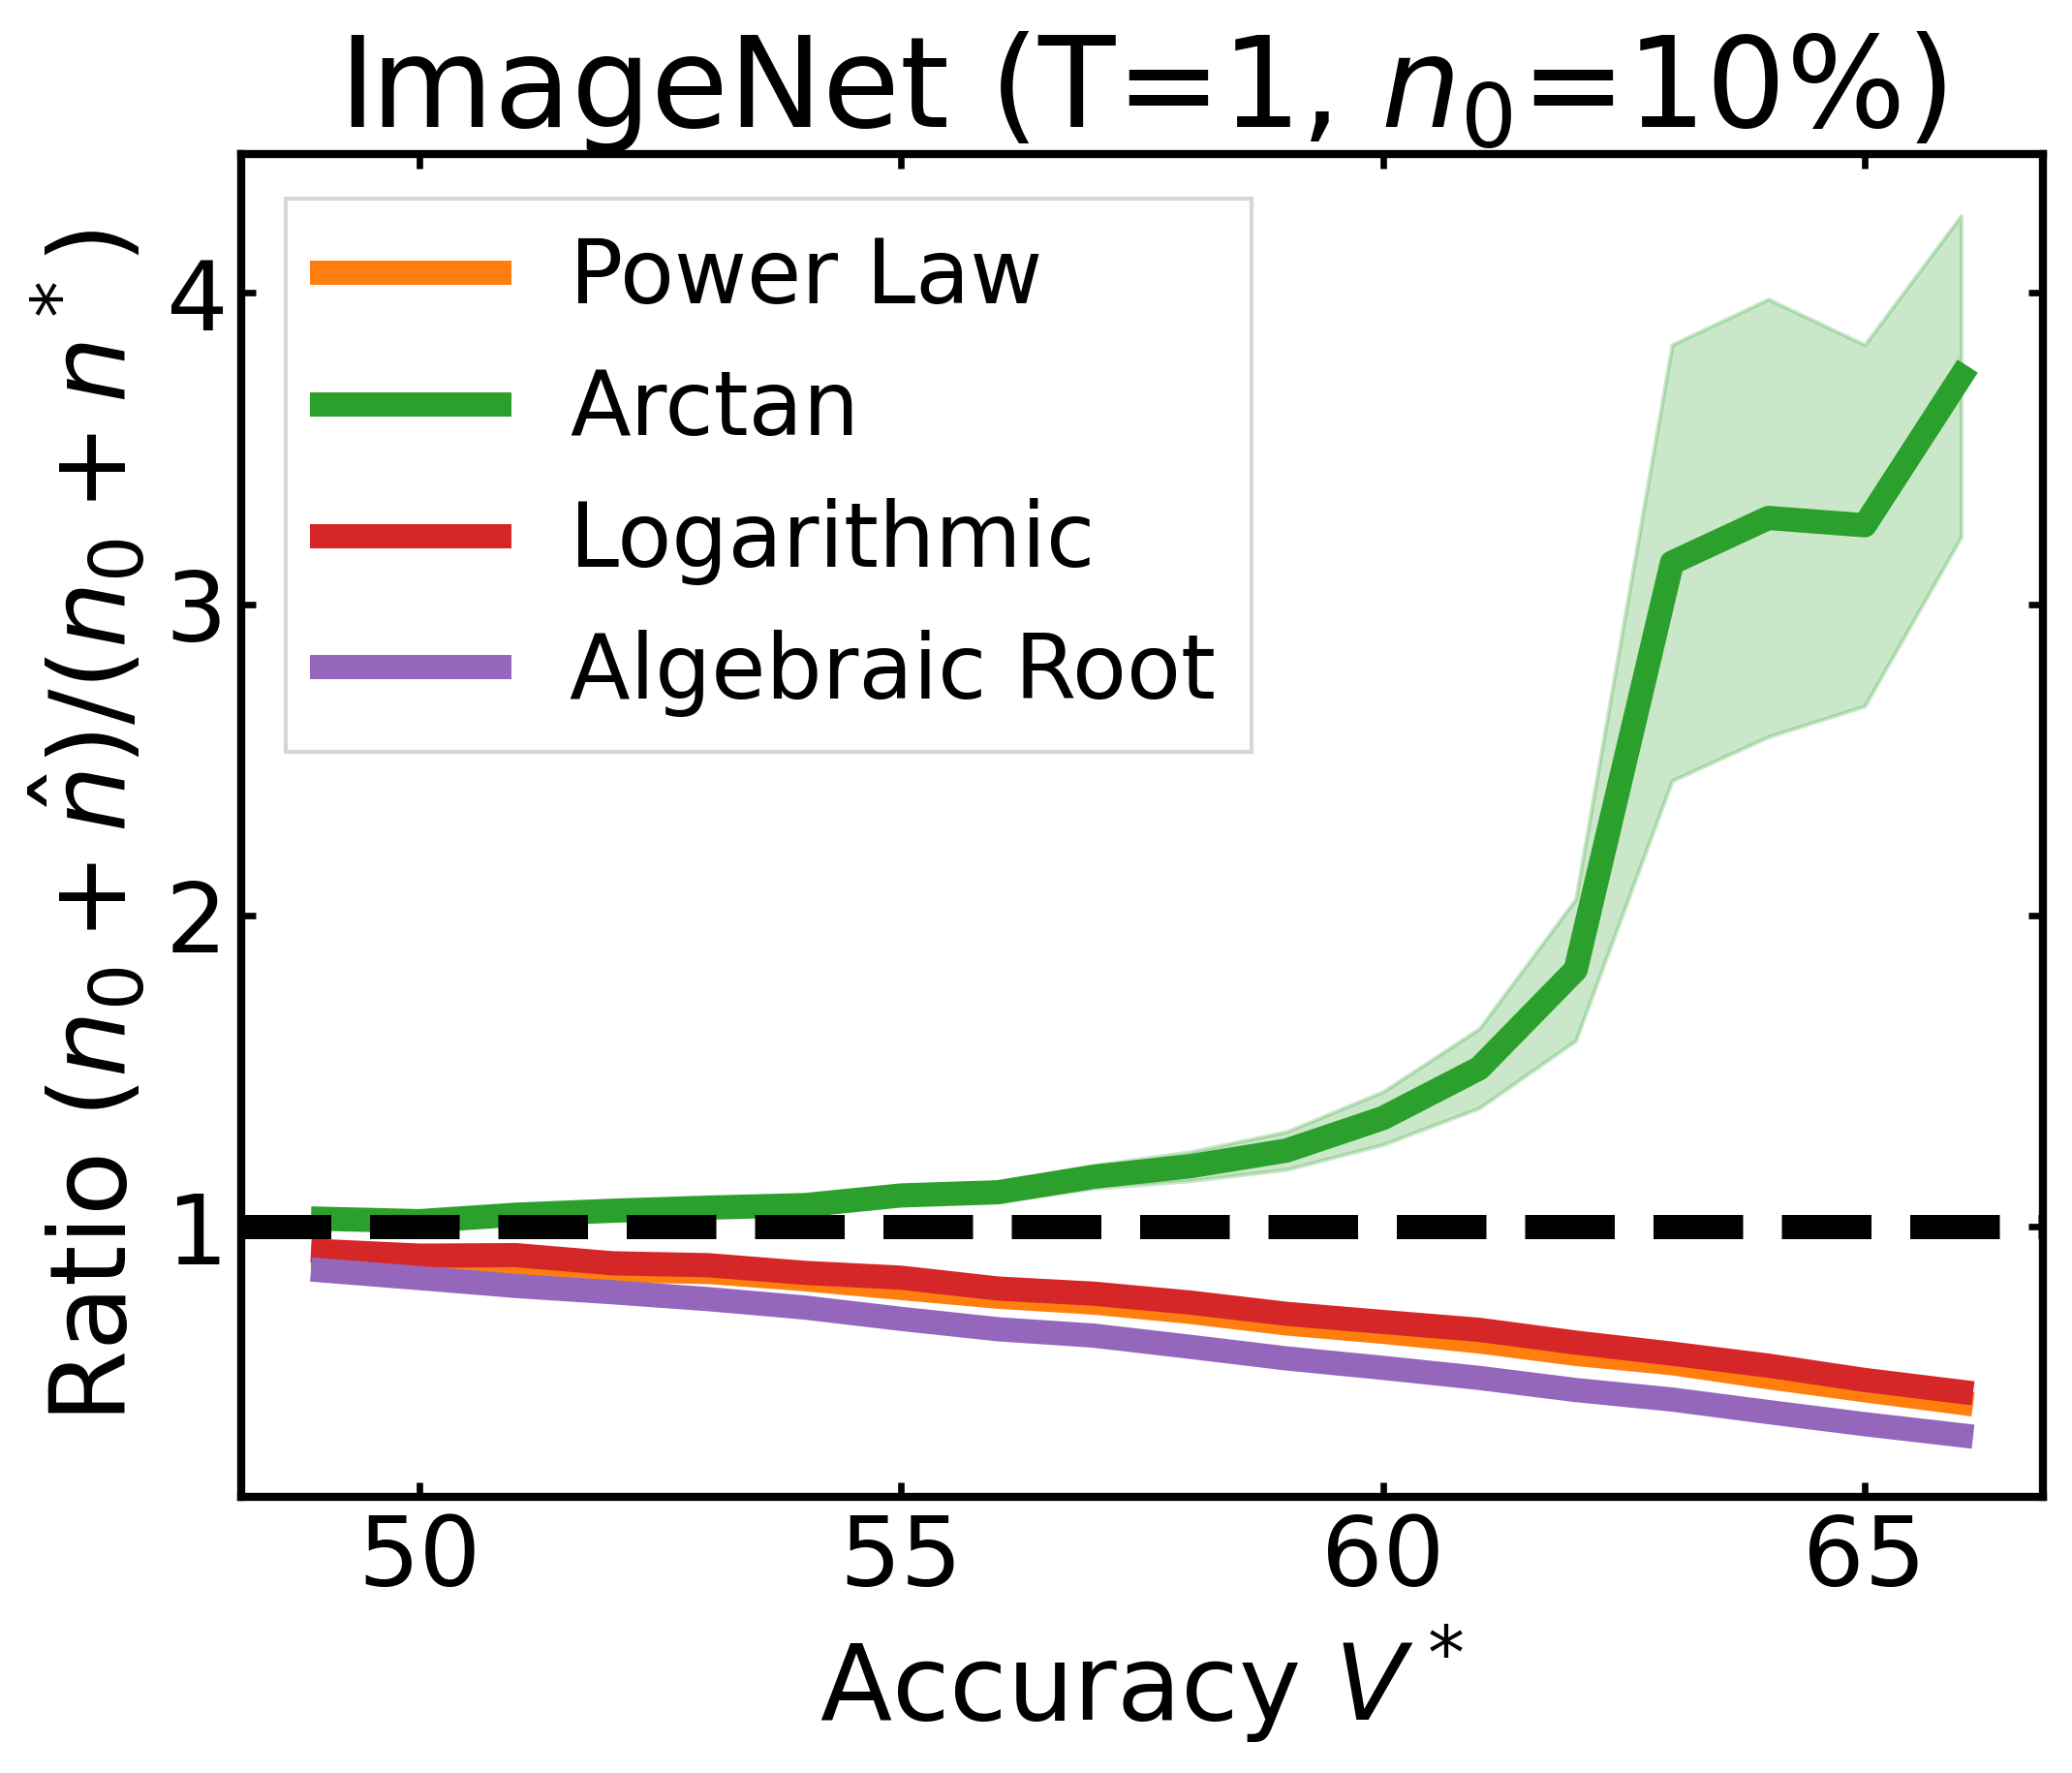 ImageNet (T=1, n₀=10%)
Ratio (n₀ + n̂)/(n₀ + n*)
4
3
2
1
Power Law
Arctan
Logarithmic
Algebraic Root
50 55 60 65
Accuracy V*